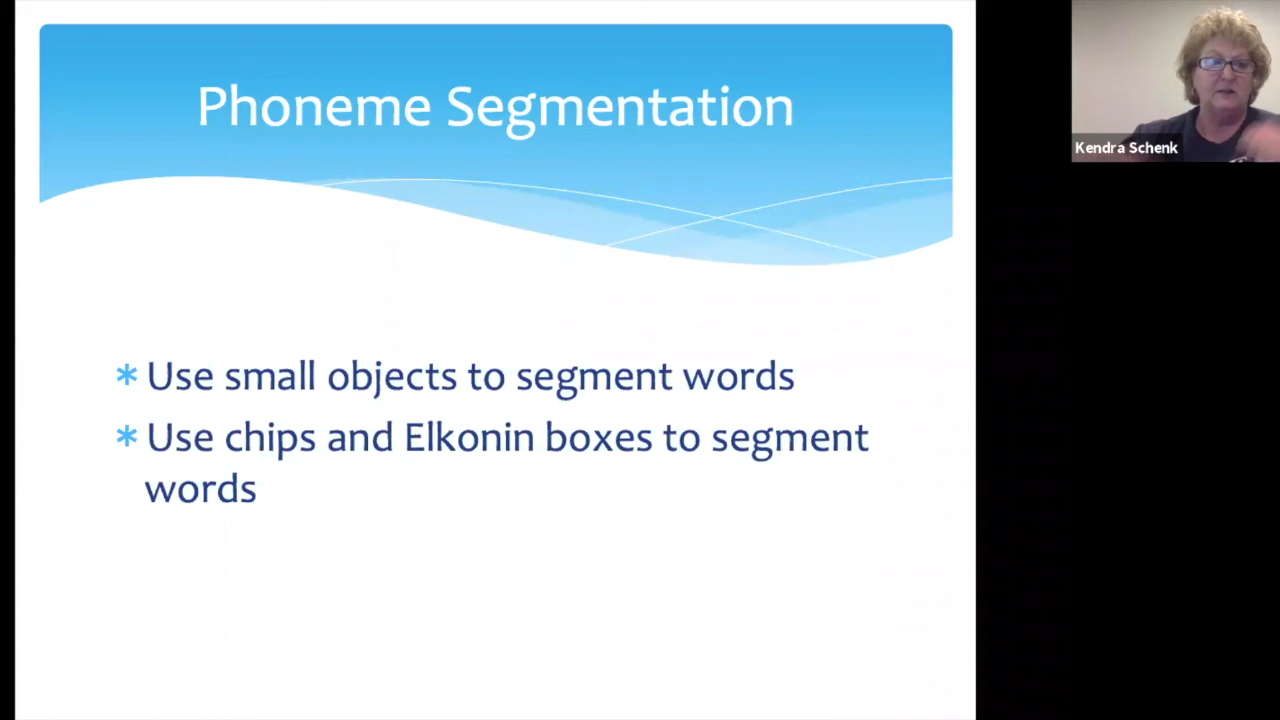 Phoneme Segmentation
Kendra Schenk
* Use small objects to segment words
* Use chips and Elkonin boxes to segment
words